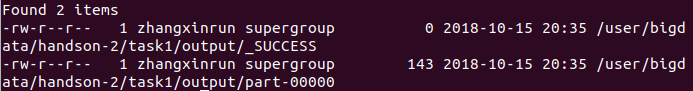 Found 2 items
-rw-r--r--   1 zhangxinrun supergroup          0 2018-10-15 20:35 /user/bigd
ata/handson-2/task1/output/_SUCCESS
-rw-r--r--   1 zhangxinrun supergroup        143 2018-10-15 20:35 /user/bigd
ata/handson-2/task1/output/part-00000